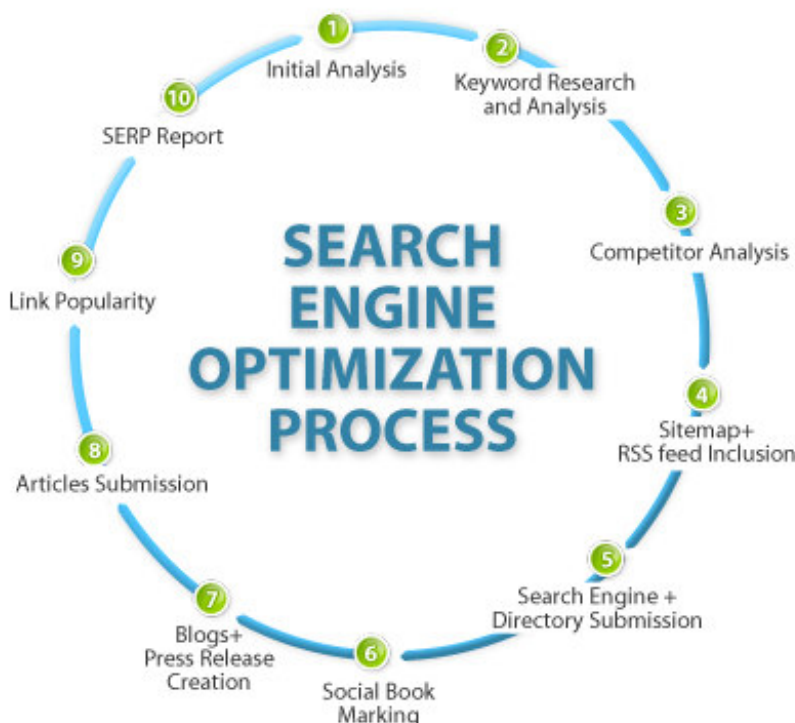 1
Initial Analysis
2
Keyword Research
and Analysis
3
Competitor Analysis
4
Sitemap+
RSS feed Inclusion
5
Search Engine +
Directory Submission
6
Social Book
Marking
7
Blogs+
Press Release
Creation
8
Articles Submission
9
Link Popularity
10
SERP Report
SEARCH
ENGINE
OPTIMIZATION
PROCESS